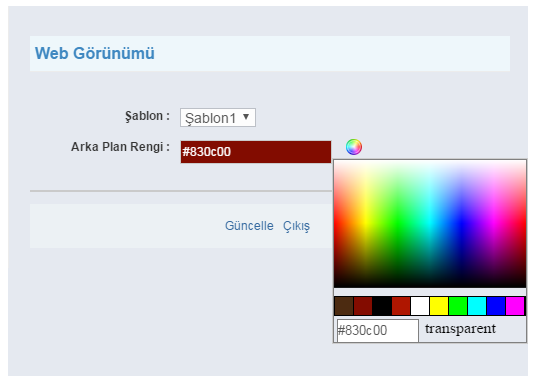 Web Görünümü
Şablon : Şablon1
Arka Plan Rengi : #830c00
Güncelle Çıkış
#830c00 transparent